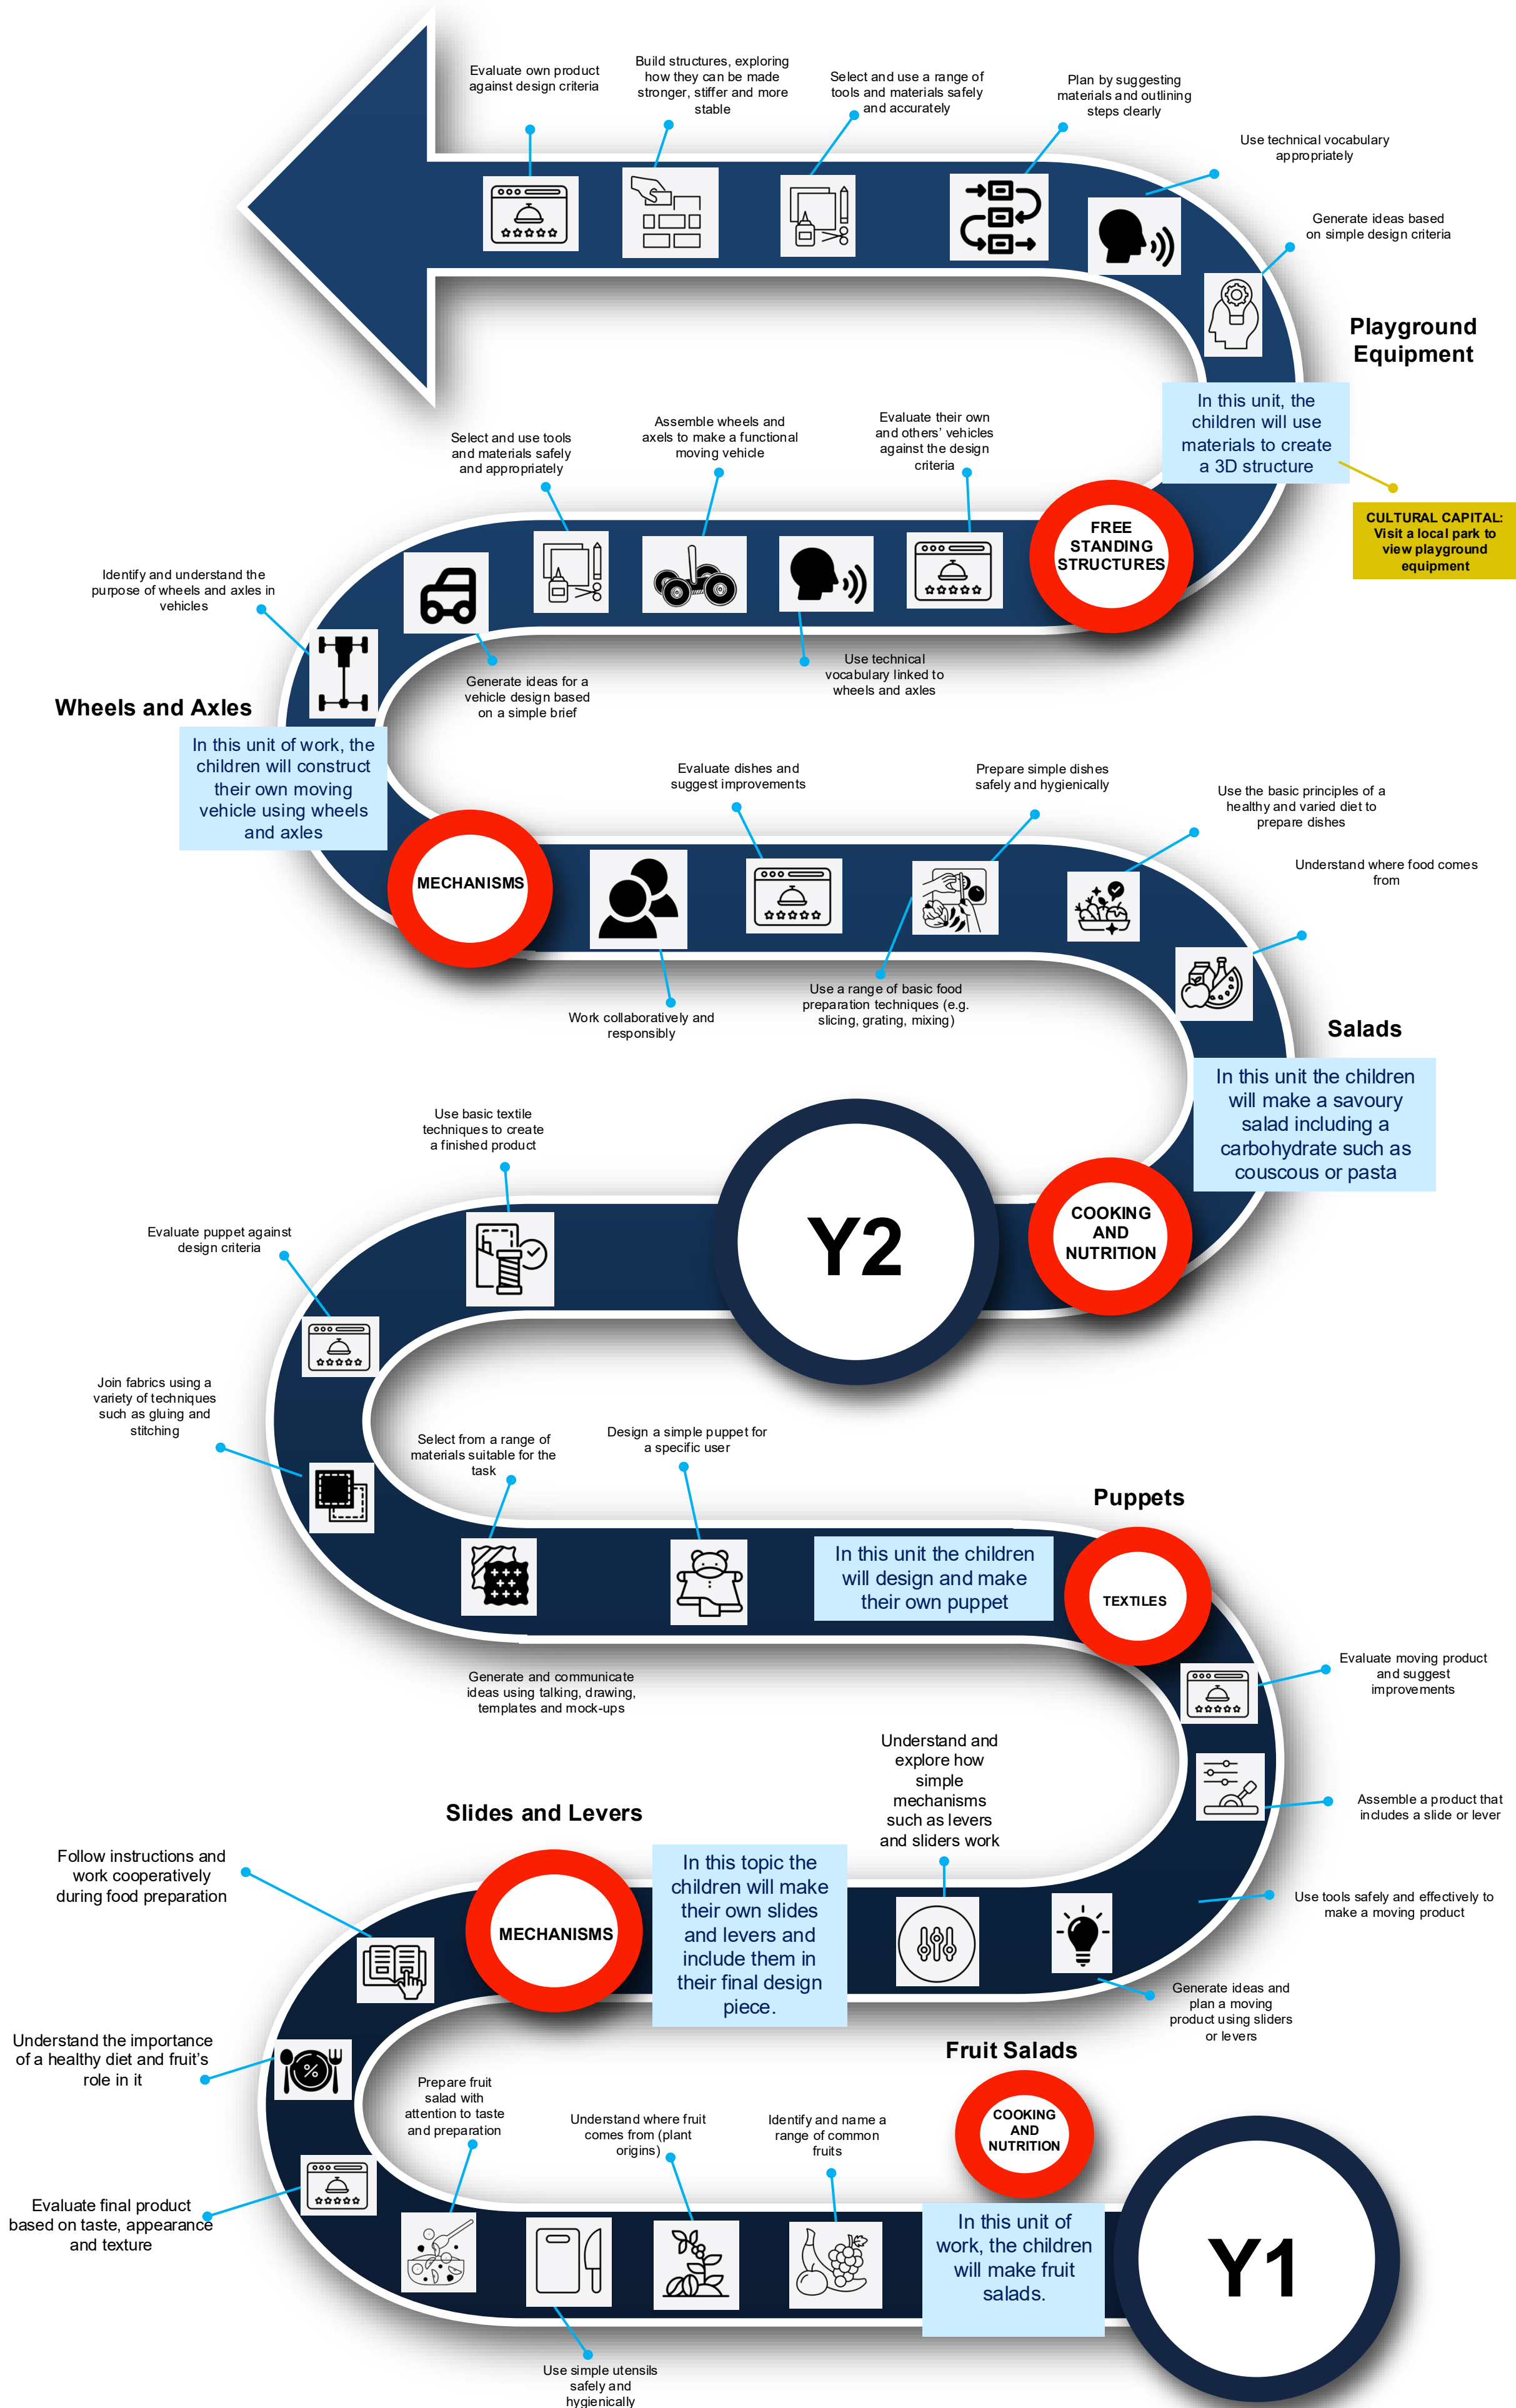 Evaluate own product
against design criteria
Build structures, exploring
how they can be made
stronger, stiffer and more
stable
Select and use a range of
tools and materials safely
and accurately
Plan by suggesting
materials and outlining
steps clearly
Use technical vocabulary
appropriately
Generate ideas based
on simple design criteria
Playground
Equipment
In this unit, the
children will use
materials to create
a 3D structure
CULTURAL CAPITAL:
Visit a local park to
view playground
equipment
FREE
STANDING
STRUCTURES
Evaluate their own
and others' vehicles
against the design
criteria
Assemble wheels and
axels to make a functional
moving vehicle
Select and use tools
and materials safely
and appropriately
Use technical
vocabulary linked to
wheels and axles
Generate ideas for a
vehicle design based
on a simple brief
Identify and understand the
purpose of wheels and axles in
vehicles
Wheels and Axles
In this unit of work, the
children will construct
their own moving
vehicle using wheels
and axles
MECHANISMS
Evaluate dishes and
suggest improvements
Prepare simple dishes
safely and hygienically
Use the basic principles of a
healthy and varied diet to
prepare dishes
Understand where food comes
from
Work collaboratively and
responsibly
Use a range of basic food
preparation techniques (e.g.
slicing, grating, mixing)
Salads
In this unit the children
will make a savoury
salad including a
carbohydrate such as
couscous or pasta
COOKING
AND
NUTRITION
Y2
Use basic textile
techniques to create
a finished product
Evaluate puppet against
design criteria
Join fabrics using a
variety of techniques
such as gluing and
stitching
Select from a range of
materials suitable for the
task
Design a simple puppet for
a specific user
Puppets
In this unit the children
will design and make
their own puppet
TEXTILES
Generate and communicate
ideas using talking, drawing,
templates and mock-ups
Evaluate moving product
and suggest
improvements
Assemble a product that
includes a slide or lever
Use tools safely and effectively to
make a moving product
Generate ideas and
plan a moving
product using sliders
or levers
Understand and
explore how
simple
mechanisms
such as levers
and sliders work
Slides and Levers
MECHANISMS
In this topic the
children will make
their own slides
and levers and
include them in
their final design
piece.
Follow instructions and
work cooperatively
during food preparation
Understand the importance
of a healthy diet and fruit's
role in it
%
Evaluate final product
based on taste, appearance
and texture
Prepare fruit
salad with
attention to taste
and preparation
Understand where fruit
comes from (plant
origins)
Identify and name a
range of common
fruits
Use simple utensils
safely and
hygienically
Fruit Salads
COOKING
AND
NUTRITION
In this unit of
work, the children
will make fruit
salads.
Y1